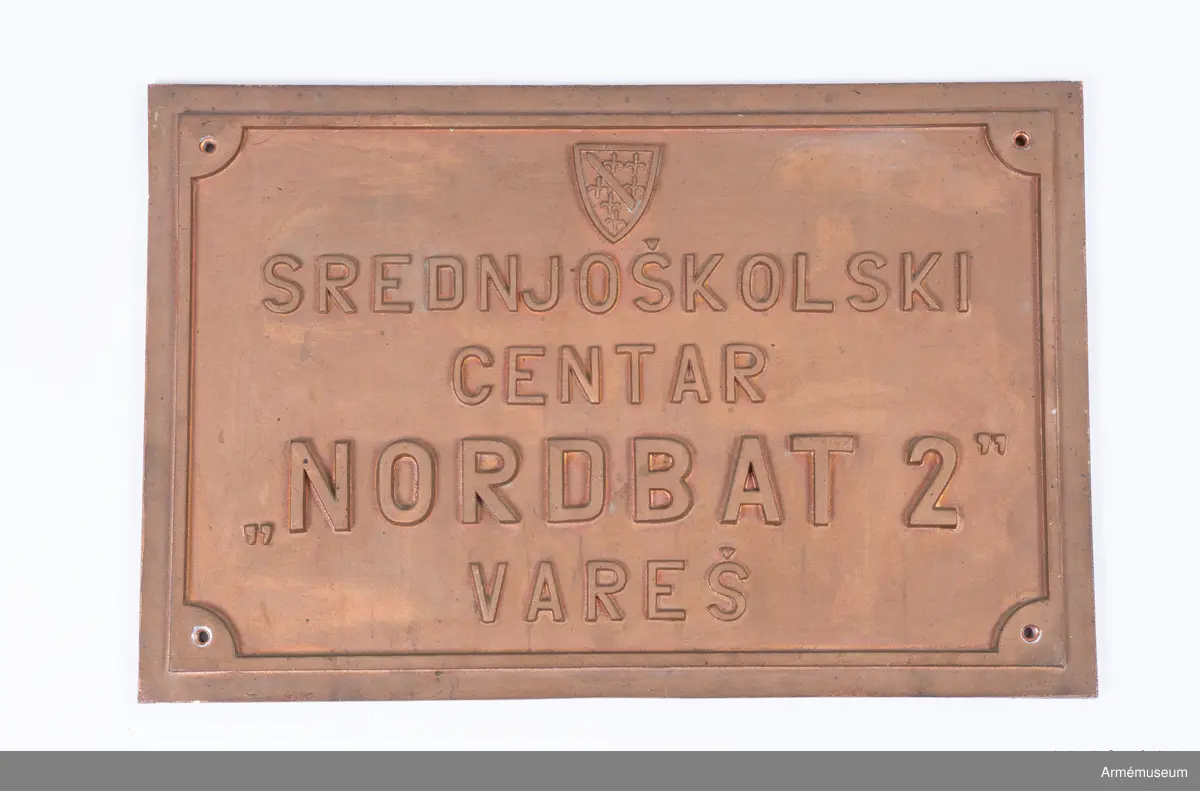 SREDNJOŠKOLSKI
CENTAR
„NORDBAT 2”
VAREŠ
Armémuseum